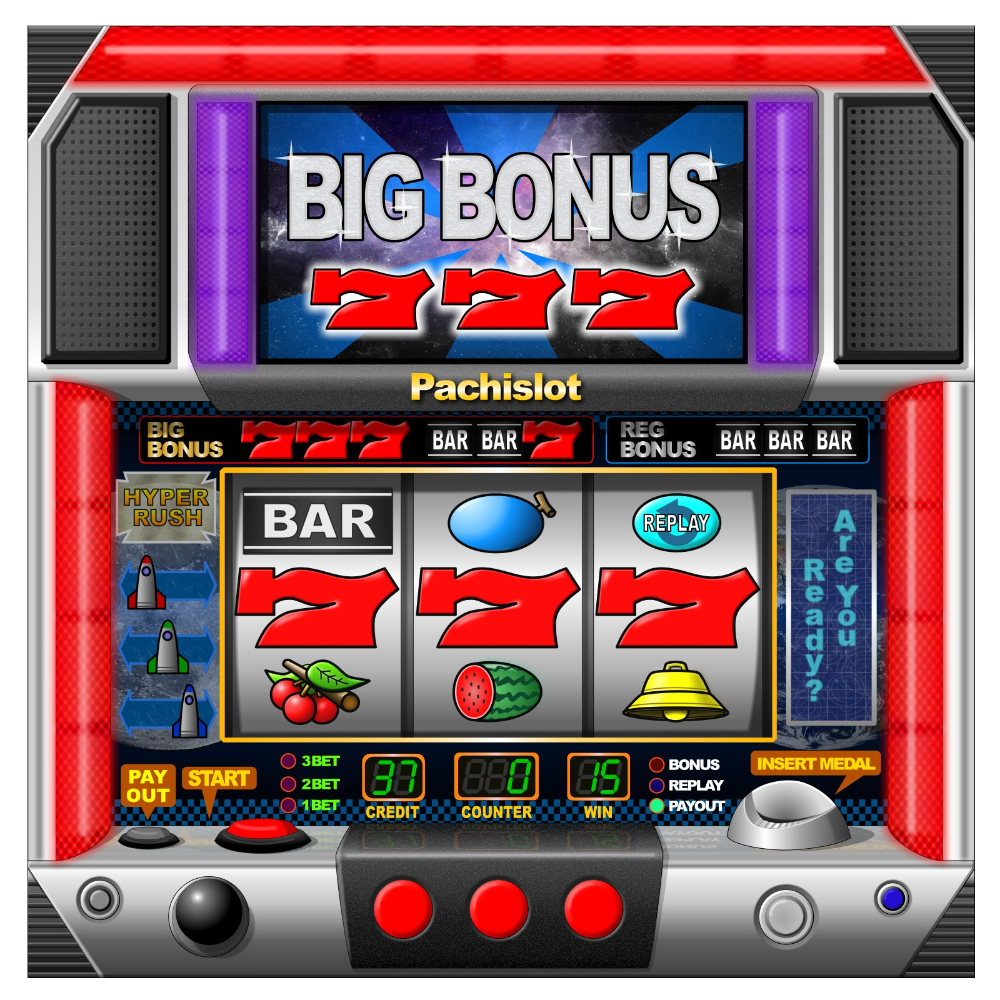 BIG BONUS
777
Pachislot
BIG
BONUS
777
BAR BAR 7
REG
BONUS
BAR BAR BAR
HYPER
RUSH
BAR
REPLAY
777
Are You
Ready?
PAY
OUT
START
3BET
2BET
1BET
37
CREDIT
0
COUNTER
15
WIN
BONUS
REPLAY
PAYOUT
INSERT MEDAL